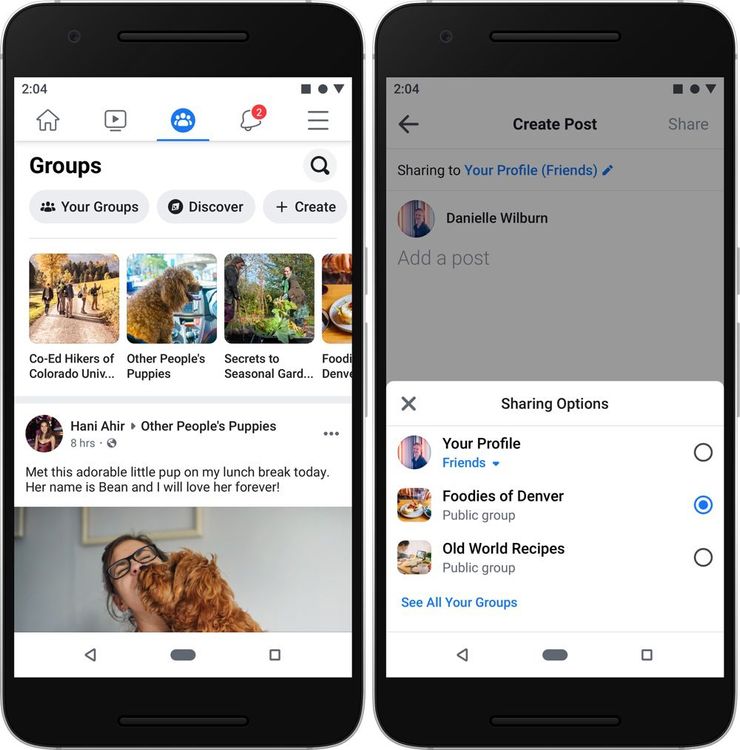 2:04
2
Groups
Your Groups
Discover
+ Create
Co-Ed Hikers of
Colorado Univ...
Other People's
Puppies
Secrets to
Seasonal Gard...
Foodi
Denve
Hani Ahir ▸ Other People's Puppies
8 hrs ·
Met this adorable little pup on my lunch break today.
Her name is Bean and I will love her forever!
2:04
Create Post
Share
Sharing to Your Profile (Friends)
Danielle Wilburn
Add a post
Sharing Options
Your Profile
Friends
Foodies of Denver
Public group
Old World Recipes
Public group
See All Your Groups